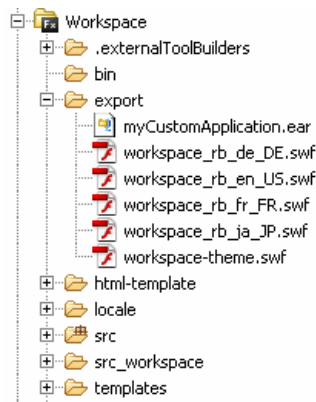 Workspace
.externalToolBuilders
bin
export
myCustomApplication.ear
workspace_rb_de_DE.swf
workspace_rb_en_US.swf
workspace_rb_fr_FR.swf
workspace_rb_ja_JP.swf
workspace-theme.swf
html-template
locale
src
src_workspace
templates